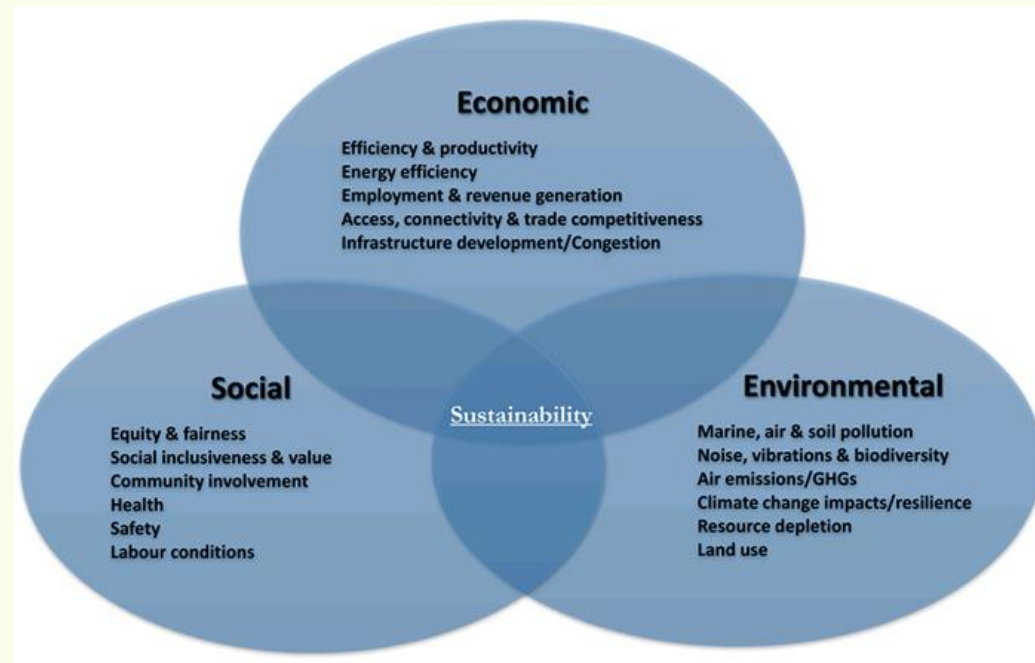 Economic
Efficiency & productivity
Energy efficiency
Employment & revenue generation
Access, connectivity & trade competitiveness
Infrastructure development/Congestion
Social
Equity & fairness
Social inclusiveness & value
Community involvement
Health
Safety
Labour conditions
Sustainability
Environmental
Marine, air & soil pollution
Noise, vibrations & biodiversity
Air emissions/GHGs
Climate change impacts/resilience
Resource depletion
Land use